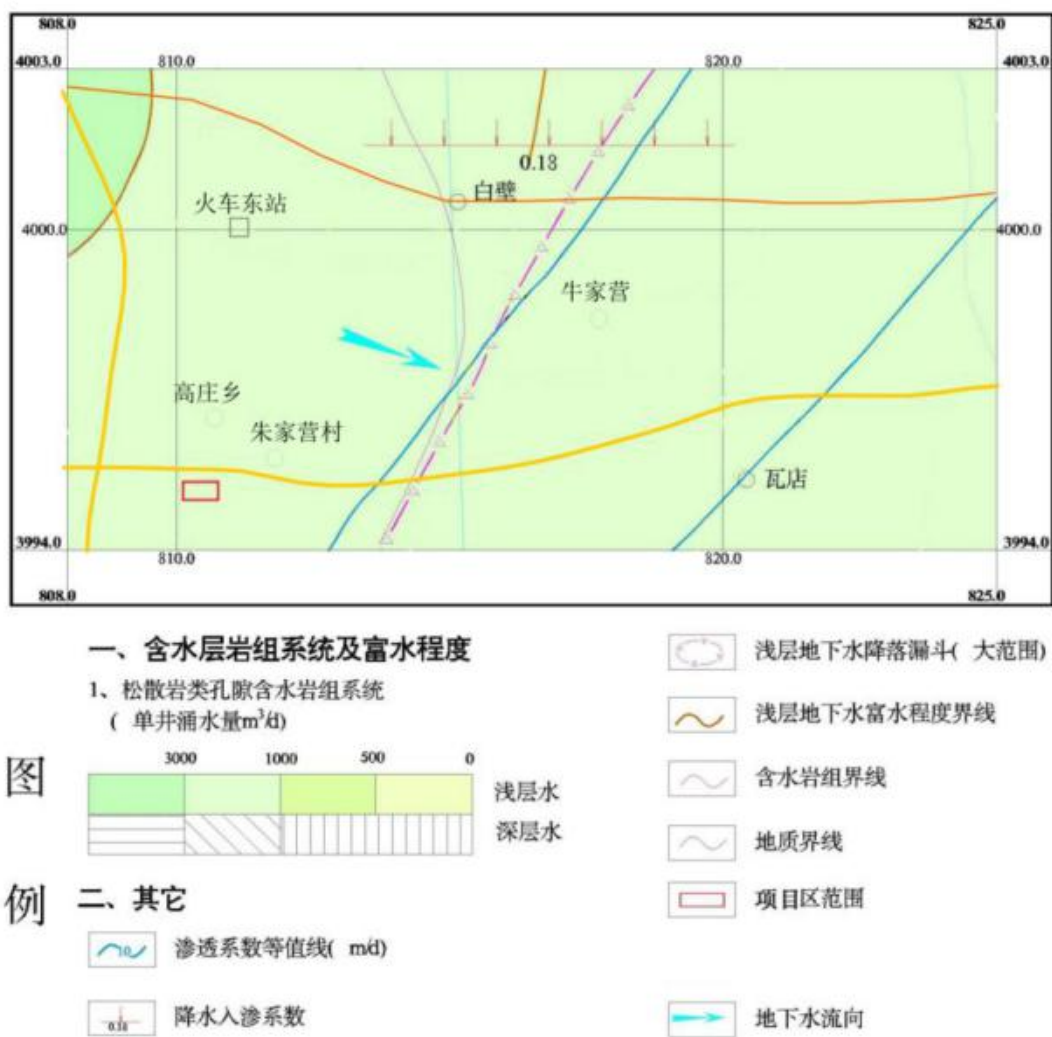 808.0 825.0
4003.0 810.0 820.0 4003.0
0.18
白壁
火车东站
4000.0 4000.0
牛家营
高庄乡
朱家营村
瓦店
3994.0 810.0 820.0 3994.0
808.0 825.0
一、含水层岩组系统及富水程度
1、松散岩类孔隙含水岩组系统
( 单井涌水量m³/d)
3000 1000 500 0
浅层水
深层水
图
例
二、其它
10 渗透系数等值线( m/d)
0.18 降水入渗系数
浅层地下水降落漏斗( 大范围)
浅层地下水富水程度界线
含水岩组界线
地质界线
项目区范围
地下水流向